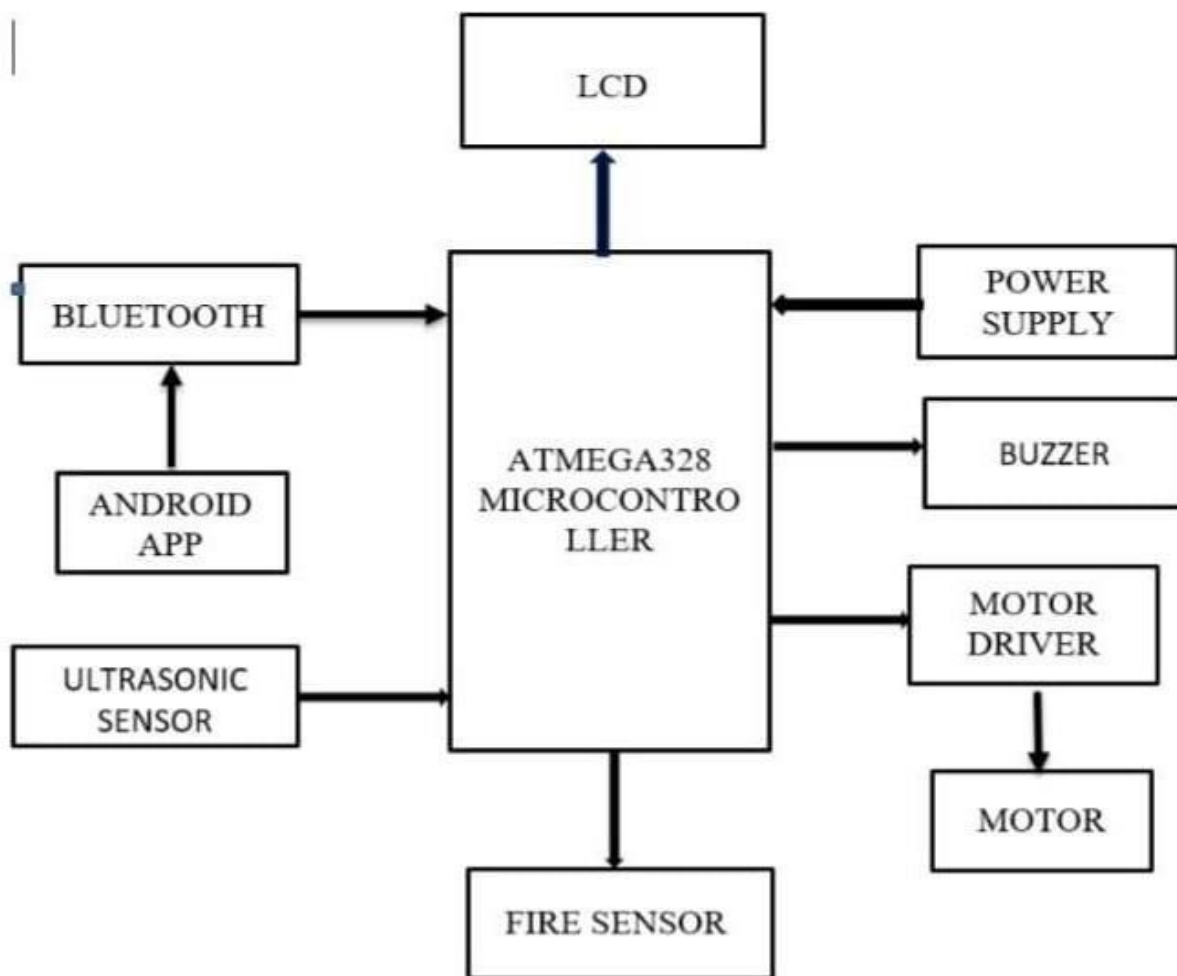 LCD
BLUETOOTH
POWER
SUPPLY
ANDROID
APP
ATMEGA328
MICROCONTRO
LLER
BUZZER
ULTRASONIC
SENSOR
MOTOR
DRIVER
MOTOR
FIRE SENSOR